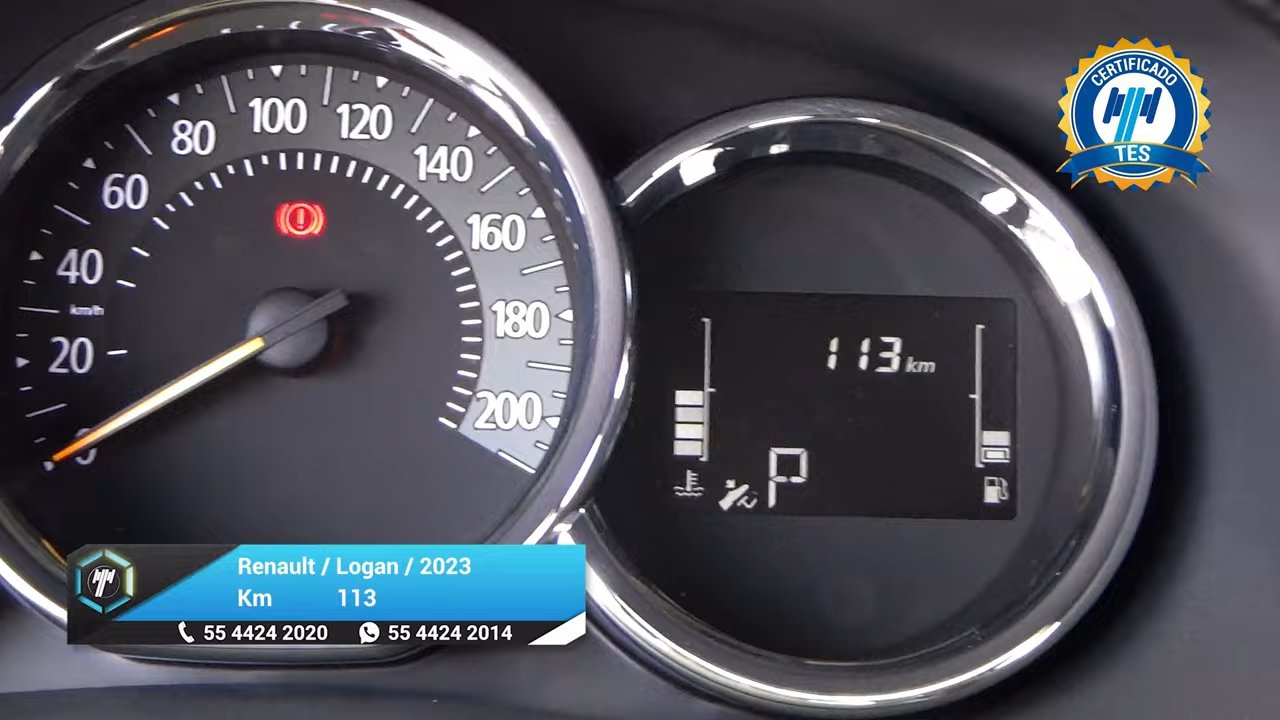 20
40
km/h
60
80
100
120
140
160
180
200
0
113 km
P
CERTIFICADO
TES
Renault / Logan / 2023
Km 113
55 4424 2020 55 4424 2014